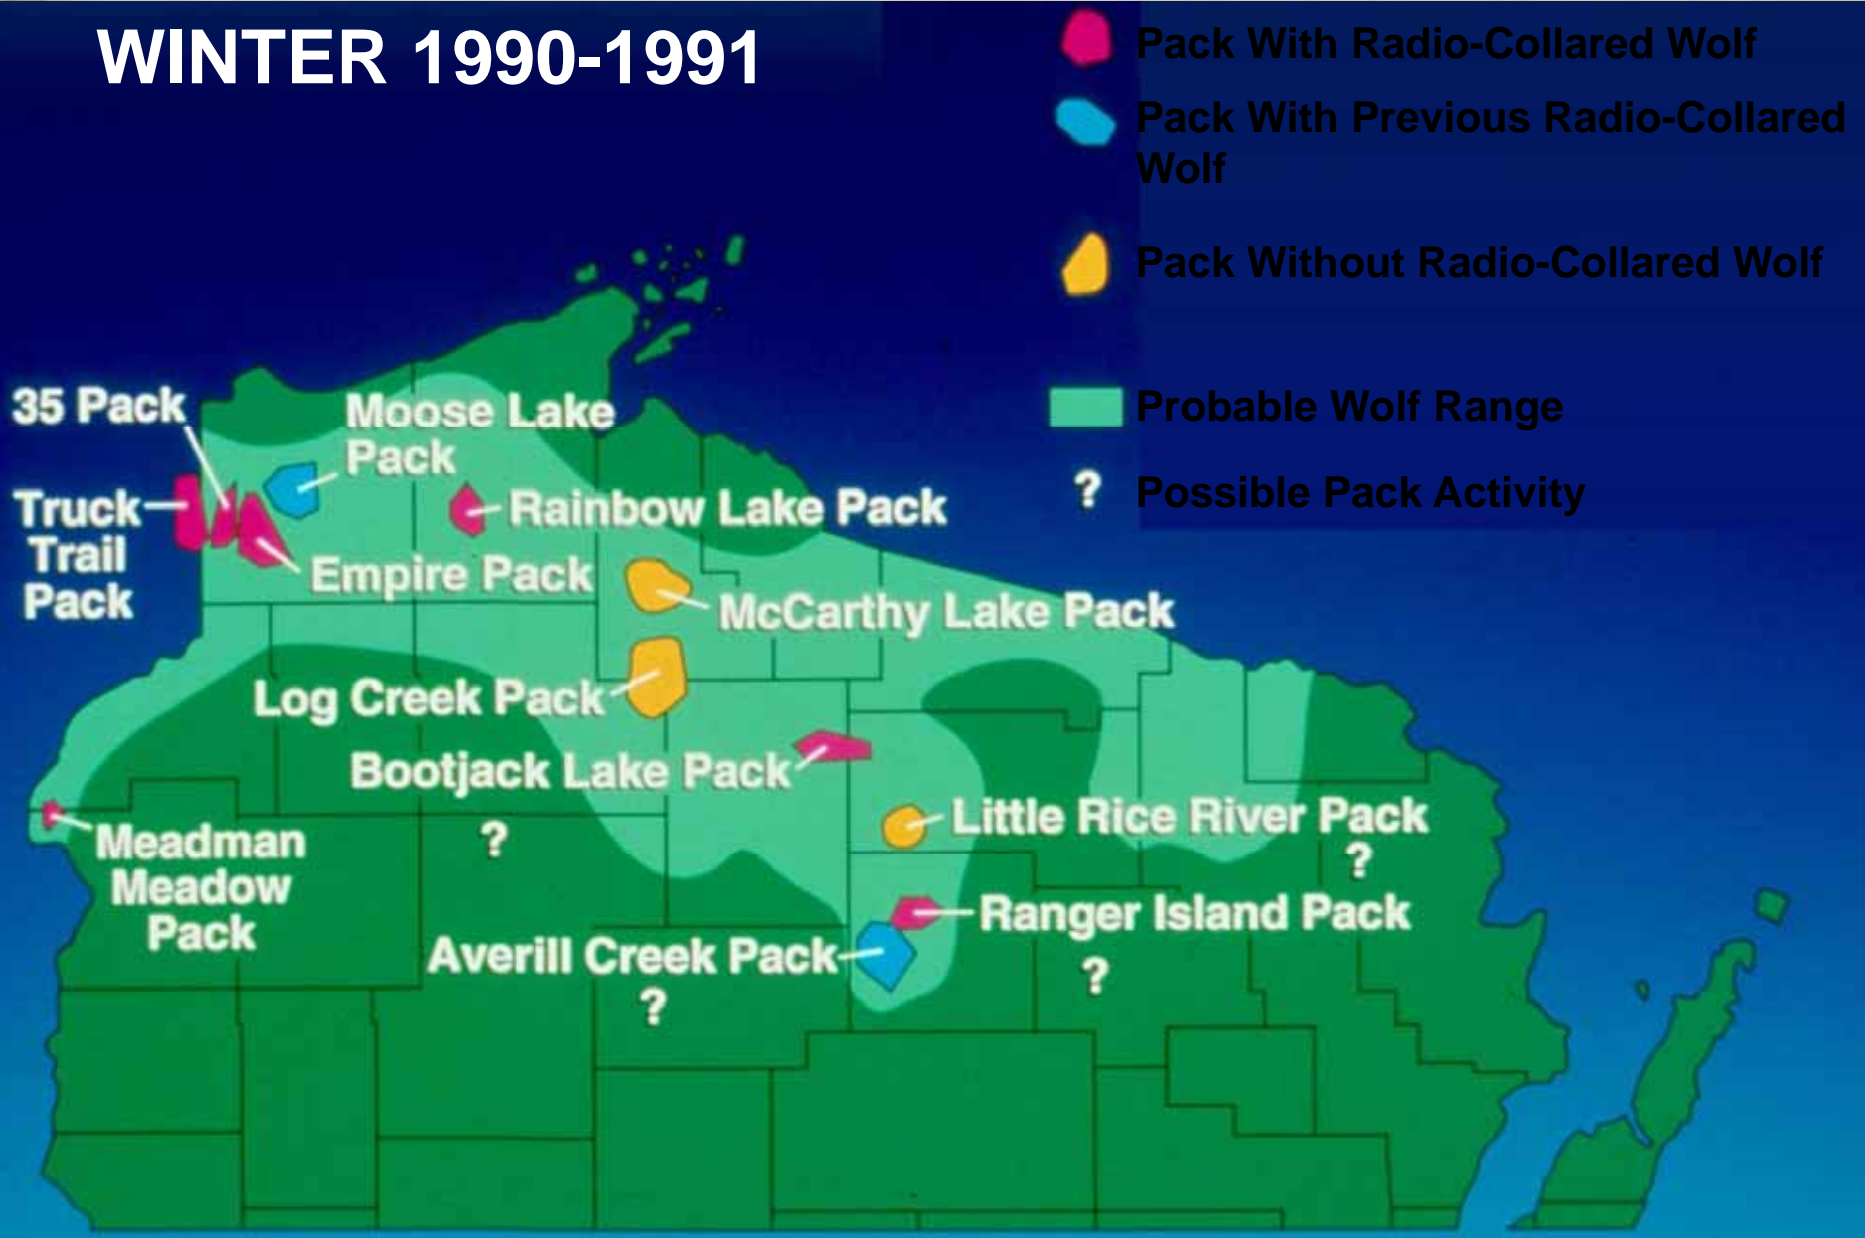 WINTER 1990-1991
Pack With Radio-Collared Wolf
Pack With Previous Radio-Collared
Wolf
Pack Without Radio-Collared Wolf
Probable Wolf Range
? Possible Pack Activity
35 Pack
Moose Lake
Pack
Truck
Trail
Pack
Rainbow Lake Pack
Empire Pack
McCarthy Lake Pack
Log Creek Pack
Bootjack Lake Pack
Little Rice River Pack
?
?
Meadman
Meadow
Pack
Ranger Island Pack
Averill Creek Pack
?
?